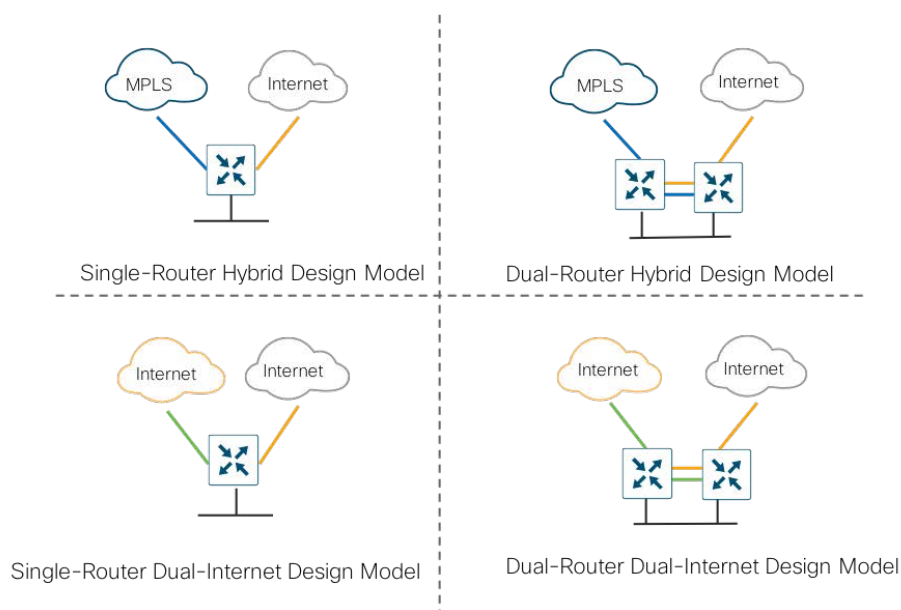 MPLS
Internet
Single-Router Hybrid Design Model
MPLS
Internet
Dual-Router Hybrid Design Model
Internet
Internet
Single-Router Dual-Internet Design Model
Internet
Internet
Dual-Router Dual-Internet Design Model